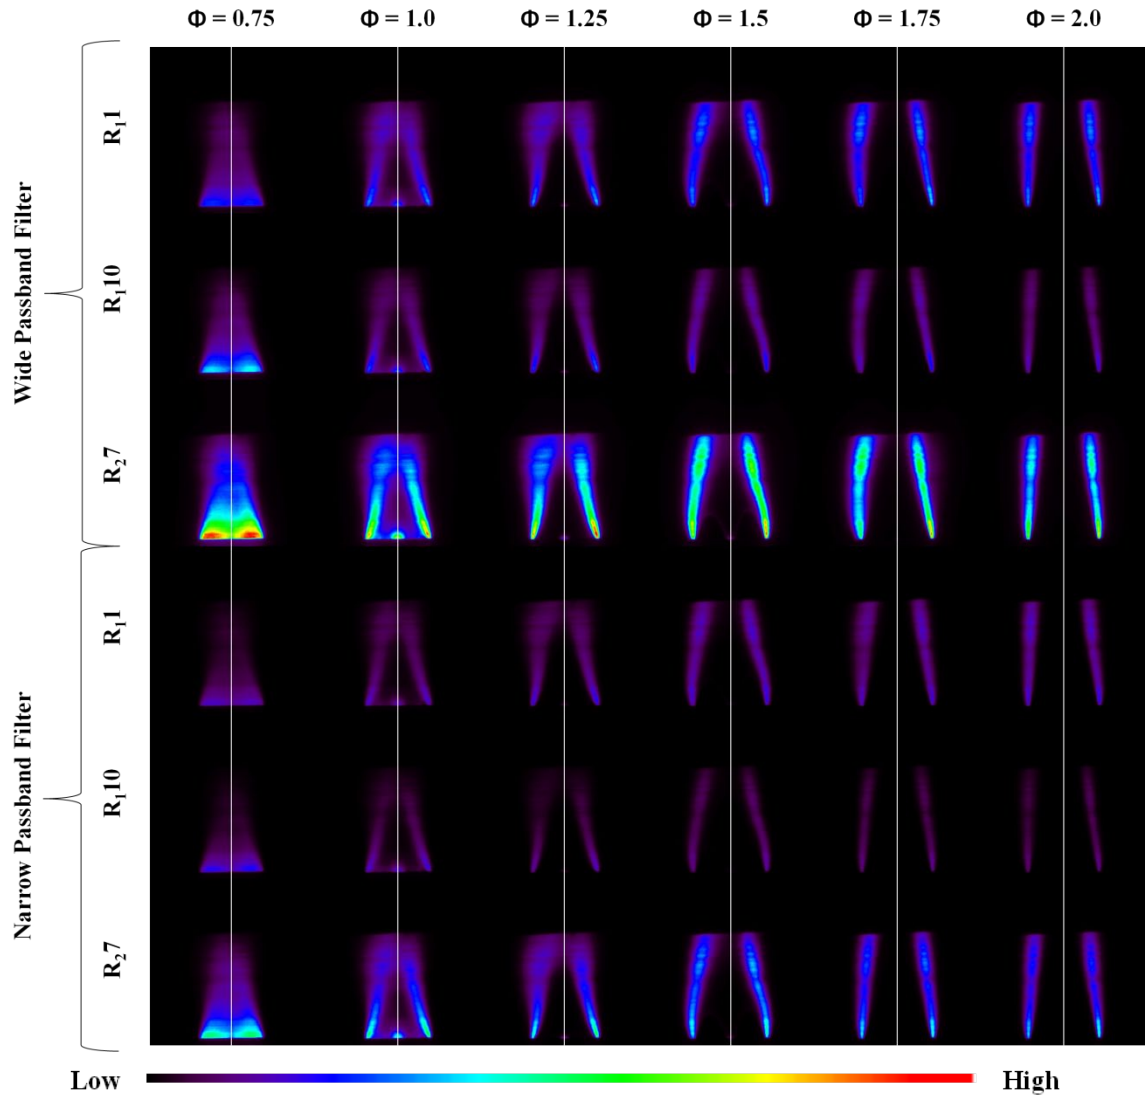 Φ = 0.75 Φ = 1.0 Φ = 1.25 Φ = 1.5 Φ = 1.75 Φ = 2.0
Wide Passband Filter
R₁1
R₁10
R₂7
Narrow Passband Filter
R₁1
R₁10
R₂7
Low High